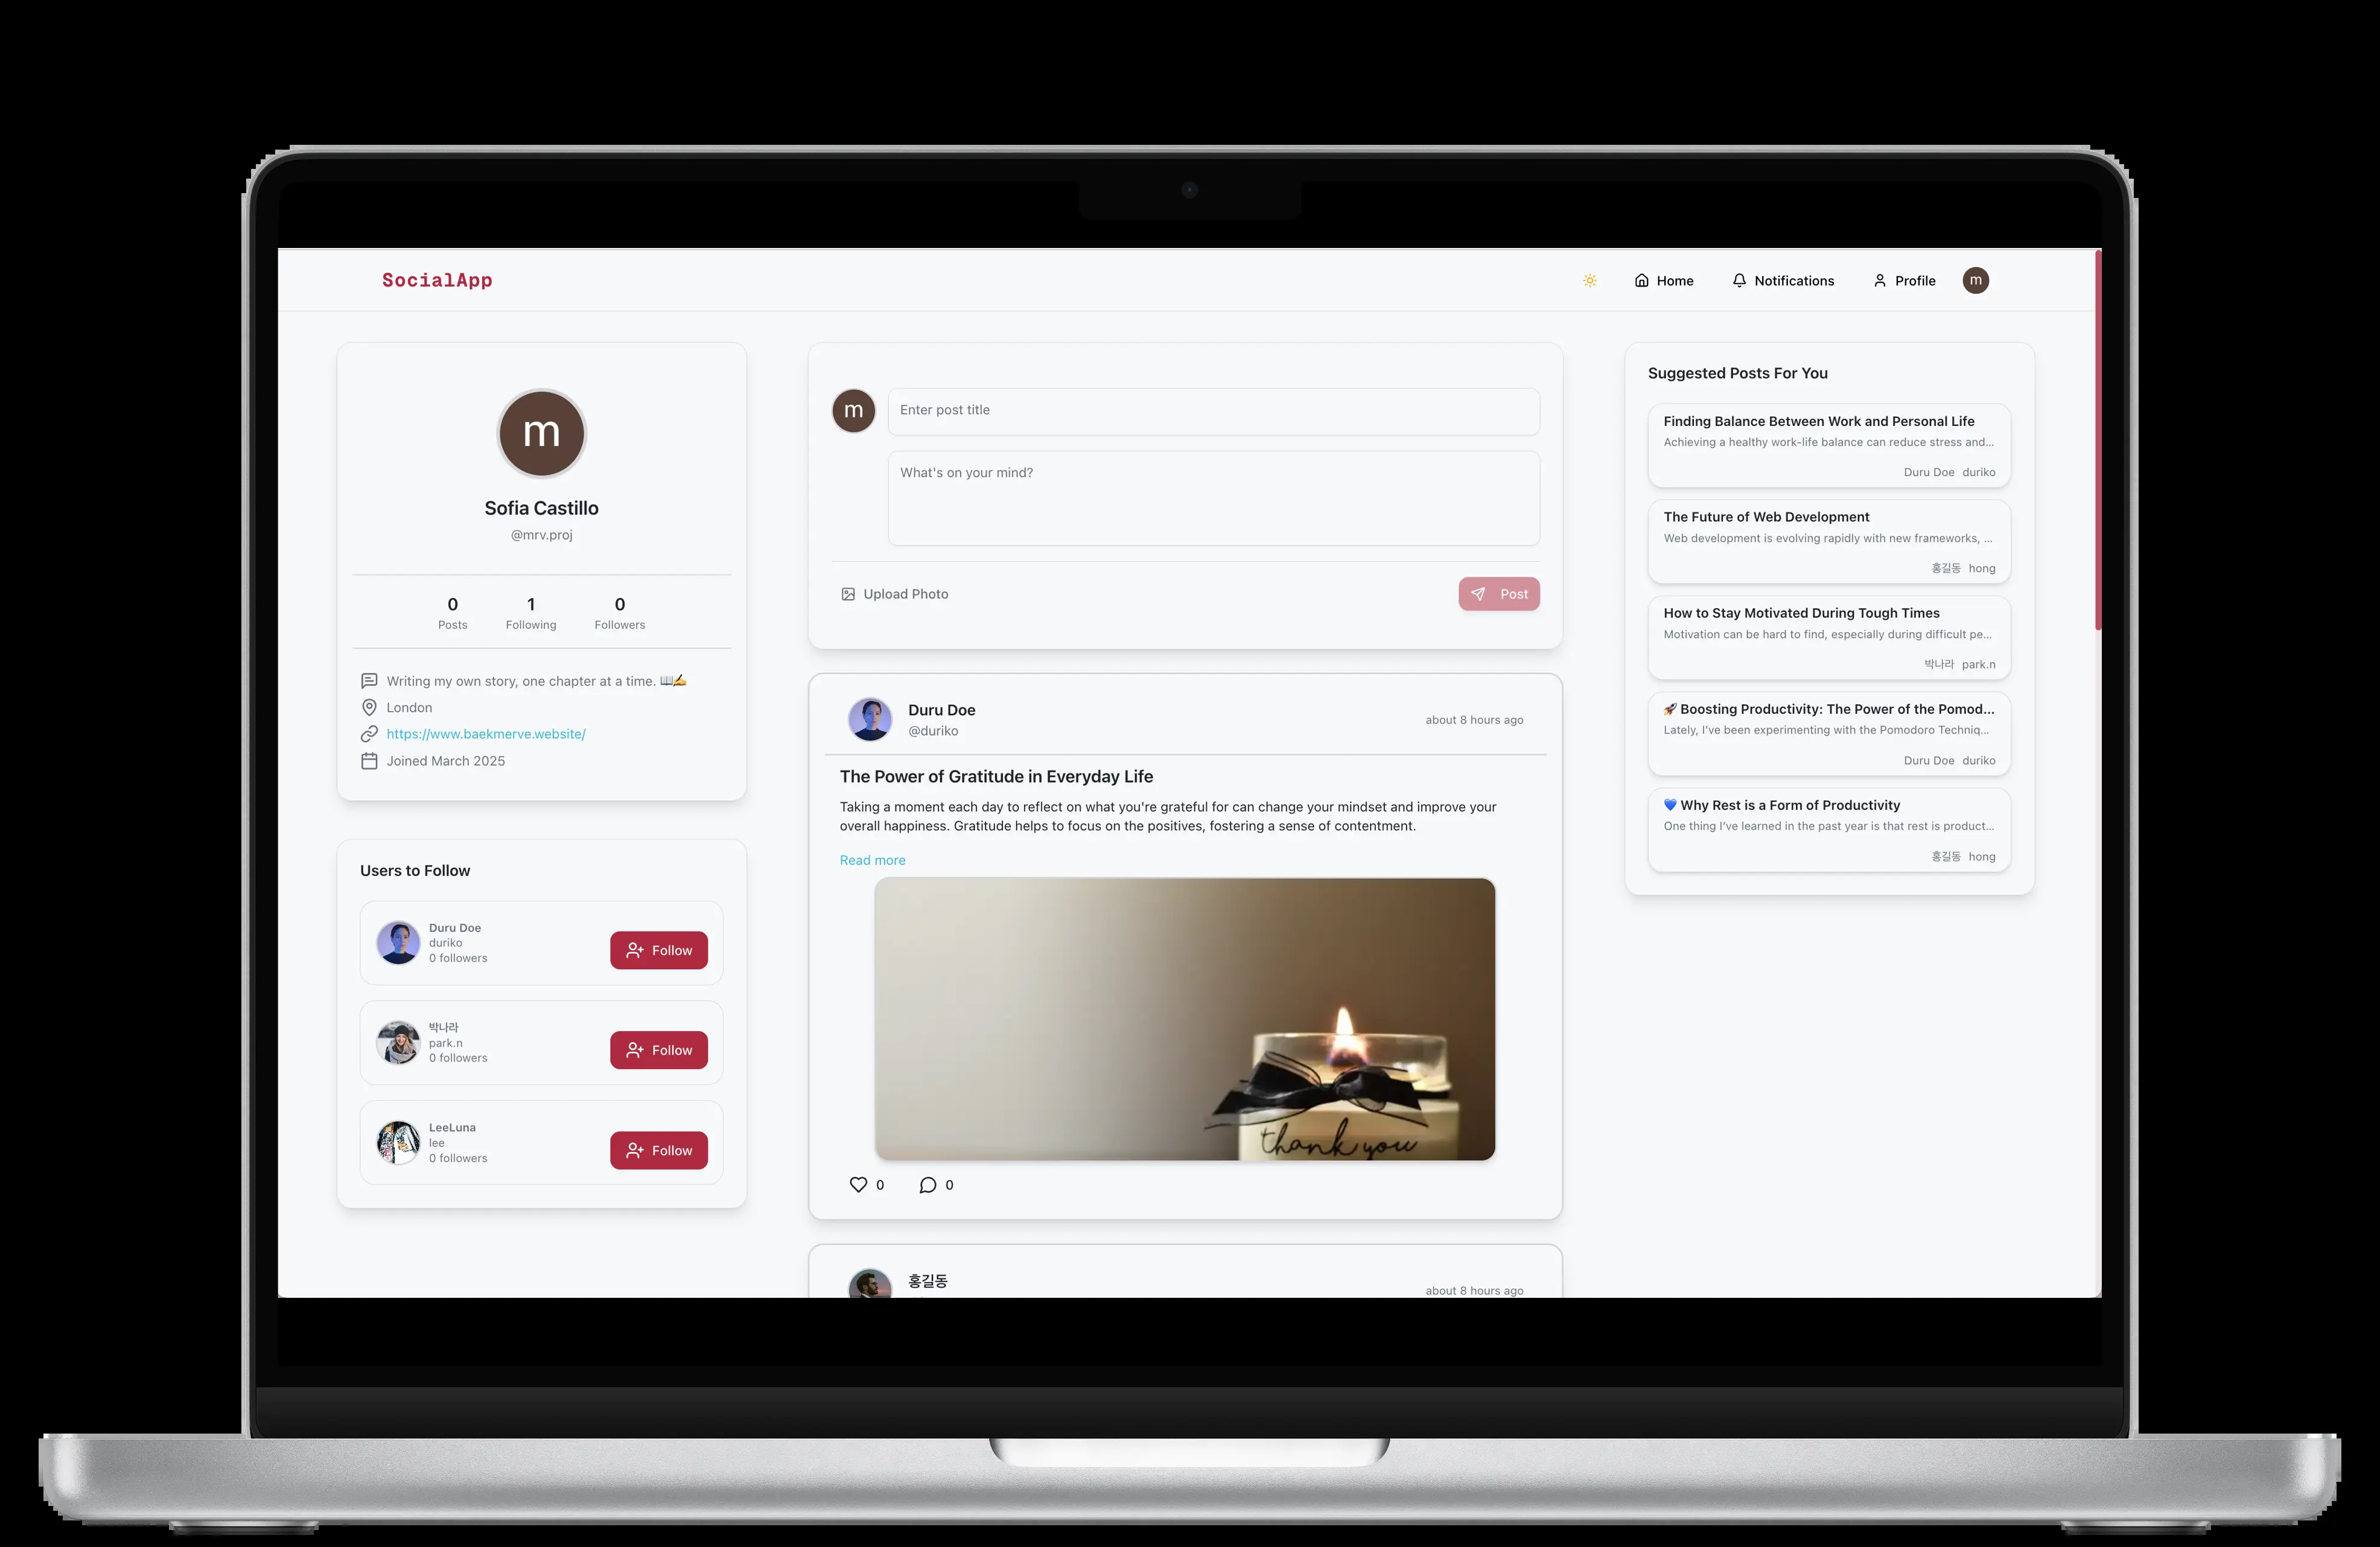 SocialApp
Home
Notifications
Profile
m
m
Sofia Castillo
@mrv.proj
0
Posts
1
Following
0
Followers
Writing my own story, one chapter at a time. 📖✍️
London
https://www.baekmerve.website/
Joined March 2025
Users to Follow
Duru Doe
duriko
0 followers
Follow
박나라
park.n
0 followers
Follow
LeeLuna
lee
0 followers
Follow
m
Enter post title
What's on your mind?
Upload Photo
Post
Duru Doe
@duriko
about 8 hours ago
The Power of Gratitude in Everyday Life
Taking a moment each day to reflect on what you're grateful for can change your mindset and improve your
overall happiness. Gratitude helps to focus on the positives, fostering a sense of contentment.
Read more
thank you
0
0
홍길동
about 8 hours ago
Suggested Posts For You
Finding Balance Between Work and Personal Life
Achieving a healthy work-life balance can reduce stress and...
Duru Doe duriko
The Future of Web Development
Web development is evolving rapidly with new frameworks, ...
홍길동 hong
How to Stay Motivated During Tough Times
Motivation can be hard to find, especially during difficult pe...
박나라 park.n
🚀 Boosting Productivity: The Power of the Pomod...
Lately, I've been experimenting with the Pomodoro Techniq...
Duru Doe duriko
💙 Why Rest is a Form of Productivity
One thing I've learned in the past year is that rest is product...
홍길동 hong